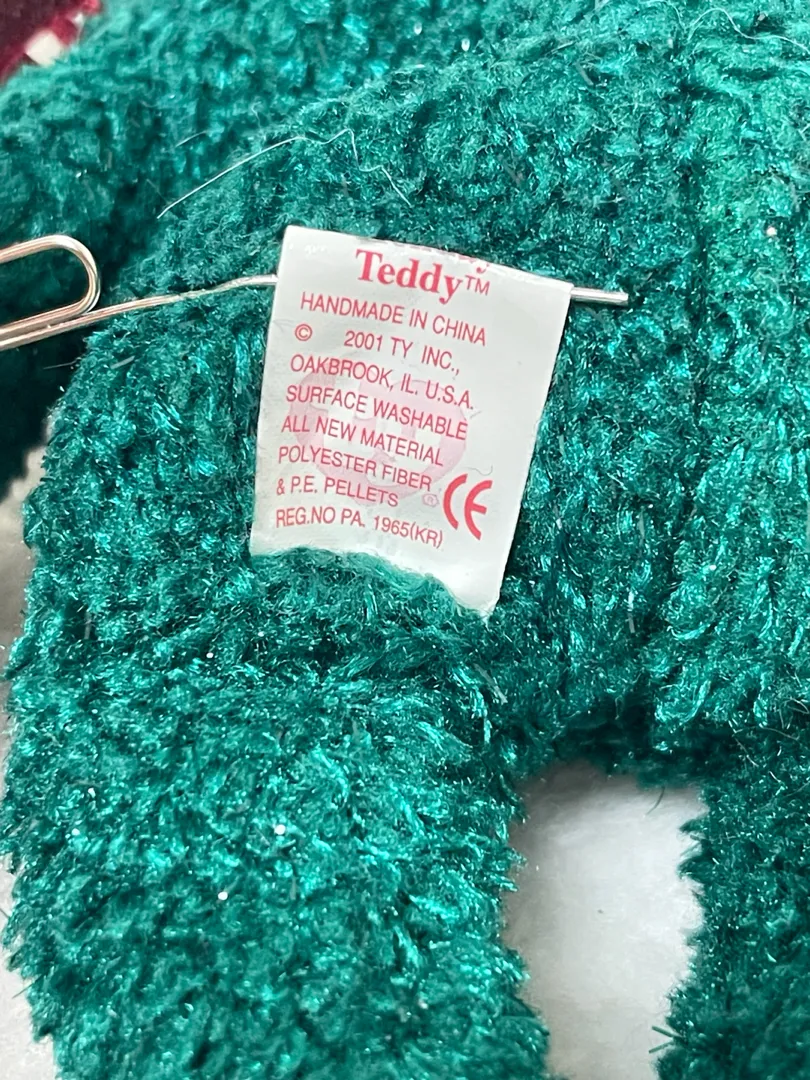 Teddy™
HANDMADE IN CHINA
© 2001 TY INC.,
OAKBROOK, IL. U.S.A.
SURFACE WASHABLE
ALL NEW MATERIAL
POLYESTER FIBER
& P.E. PELLETS ® CE
REG.NO PA. 1965(KR)